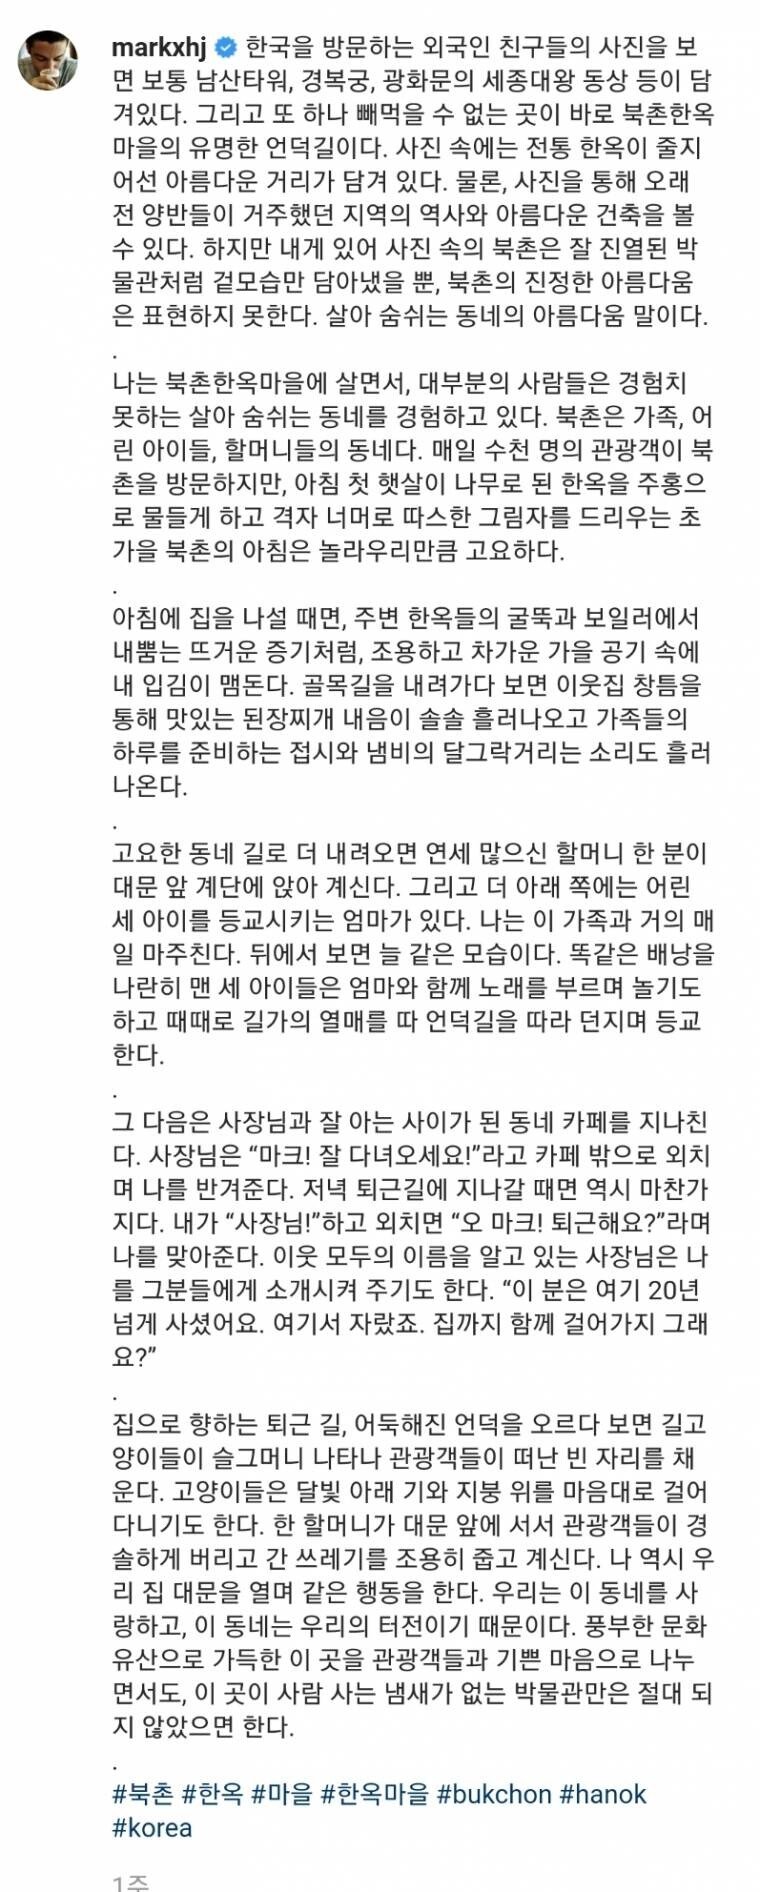 markxhj 한국을 방문하는 외국인 친구들의 사진을 보
면 보통 남산타워, 경복궁, 광화문의 세종대왕 동상 등이 담
겨있다. 그리고 또 하나 빼먹을 수 없는 곳이 바로 북촌한옥
마을의 유명한 언덕길이다. 사진 속에는 전통 한옥이 줄지
어선 아름다운 거리가 담겨 있다. 물론, 사진을 통해 오래
전 양반들이 거주했던 지역의 역사와 아름다운 건축을 볼
수 있다. 하지만 내게 있어 사진 속의 북촌은 잘 진열된 박
물관처럼 겉모습만 담아냈을 뿐, 북촌의 진정한 아름다움
은 표현하지 못한다. 살아 숨쉬는 동네의 아름다움 말이다.
.
나는 북촌한옥마을에 살면서, 대부분의 사람들은 경험치
못하는 살아 숨쉬는 동네를 경험하고 있다. 북촌은 가족, 어
린 아이들, 할머니들의 동네다. 매일 수천 명의 관광객이 북
촌을 방문하지만, 아침 첫 햇살이 나무로 된 한옥을 주홍으
로 물들게 하고 격자 너머로 따스한 그림자를 드리우는 초
가을 북촌의 아침은 놀라우리만큼 고요하다.
.
아침에 집을 나설 때면, 주변 한옥들의 굴뚝과 보일러에서
내뿜는 뜨거운 증기처럼, 조용하고 차가운 가을 공기 속에
내 입김이 맴돈다. 골목길을 내려가다 보면 이웃집 창틈을
통해 맛있는 된장찌개 내음이 솔솔 흘러나오고 가족들의
하루를 준비하는 접시와 냄비의 달그락거리는 소리도 흘러
나온다.
.
고요한 동네 길로 더 내려오면 연세 많으신 할머니 한 분이
대문 앞 계단에 앉아 계신다. 그리고 더 아래 쪽에는 어린
세 아이를 등교시키는 엄마가 있다. 나는 이 가족과 거의 매
일 마주친다. 뒤에서 보면 늘 같은 모습이다. 똑같은 배낭을
나란히 맨 세 아이들은 엄마와 함께 노래를 부르며 놀기도
하고 때때로 길가의 열매를 따 언덕길을 따라 던지며 등교
한다.
.
그 다음은 사장님과 잘 아는 사이가 된 동네 카페를 지나친
다. 사장님은 “마크! 잘 다녀오세요!”라고 카페 밖으로 외치
며 나를 반겨준다. 저녁 퇴근길에 지나갈 때면 역시 마찬가
지다. 내가 “사장님!”하고 외치면 “오 마크! 퇴근해요?”라며
나를 맞아준다. 이웃 모두의 이름을 알고 있는 사장님은 나
를 그분들에게 소개시켜 주기도 한다. “이 분은 여기 20년
넘게 사셨어요. 여기서 자랐죠. 집까지 함께 걸어가지 그래
요?”
.
집으로 향하는 퇴근 길, 어둑해진 언덕을 오르다 보면 길고
양이들이 슬그머니 나타나 관광객들이 떠난 빈 자리를 채
운다. 고양이들은 달빛 아래 기와 지붕 위를 마음대로 걸어
다니기도 한다. 한 할머니가 대문 앞에 서서 관광객들이 경
솔하게 버리고 간 쓰레기를 조용히 줍고 계신다. 나 역시 우
리 집 대문을 열며 같은 행동을 한다. 우리는 이 동네를 사
랑하고, 이 동네는 우리의 터전이기 때문이다. 풍부한 문화
유산으로 가득한 이 곳을 관광객들과 기쁜 마음으로 나누
면서도, 이 곳이 사람 사는 냄새가 없는 박물관만은 절대 되
지 않았으면 한다.
.
#북촌 #한옥 #마을 #한옥마을 #bukchon #hanok
#korea
1주